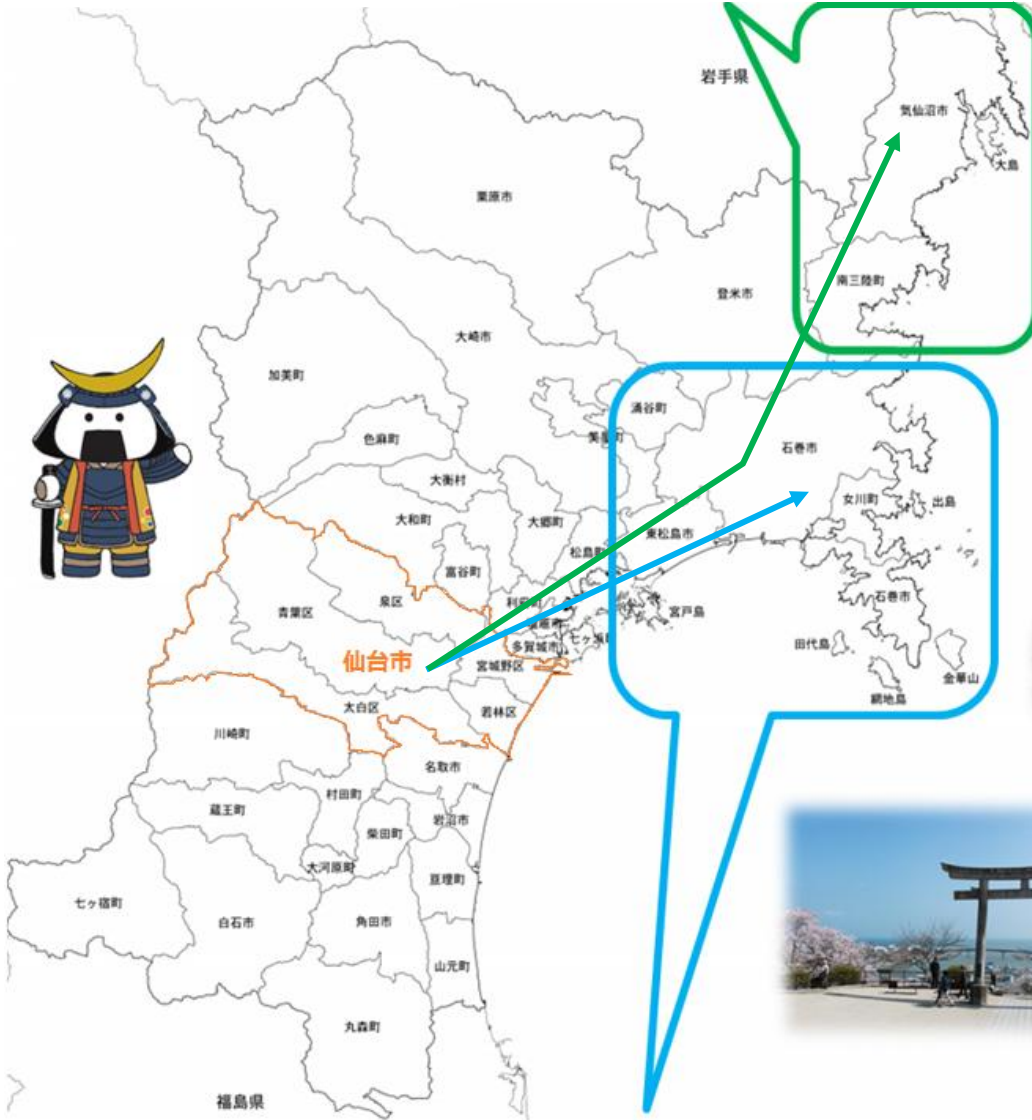 岩手県
気仙沼市
大島
栗原市
南三陸町
登米市
大崎市
加美町
涌谷町
色麻町
美里町
石巻市
大衡村
女川町
出島
大和町
大郷町
東松島市
松島町
富谷町
泉区
利府町
青葉区
宮戸島
石巻市
七ヶ浜町
多賀城市
仙台市
宮城野区
田代島
金華山
網地島
太白区
若林区
川崎町
名取市
村田町
蔵王町
岩沼市
柴田町
大河原町
亘理町
七ヶ宿町
白石市
角田市
山元町
丸森町
福島県